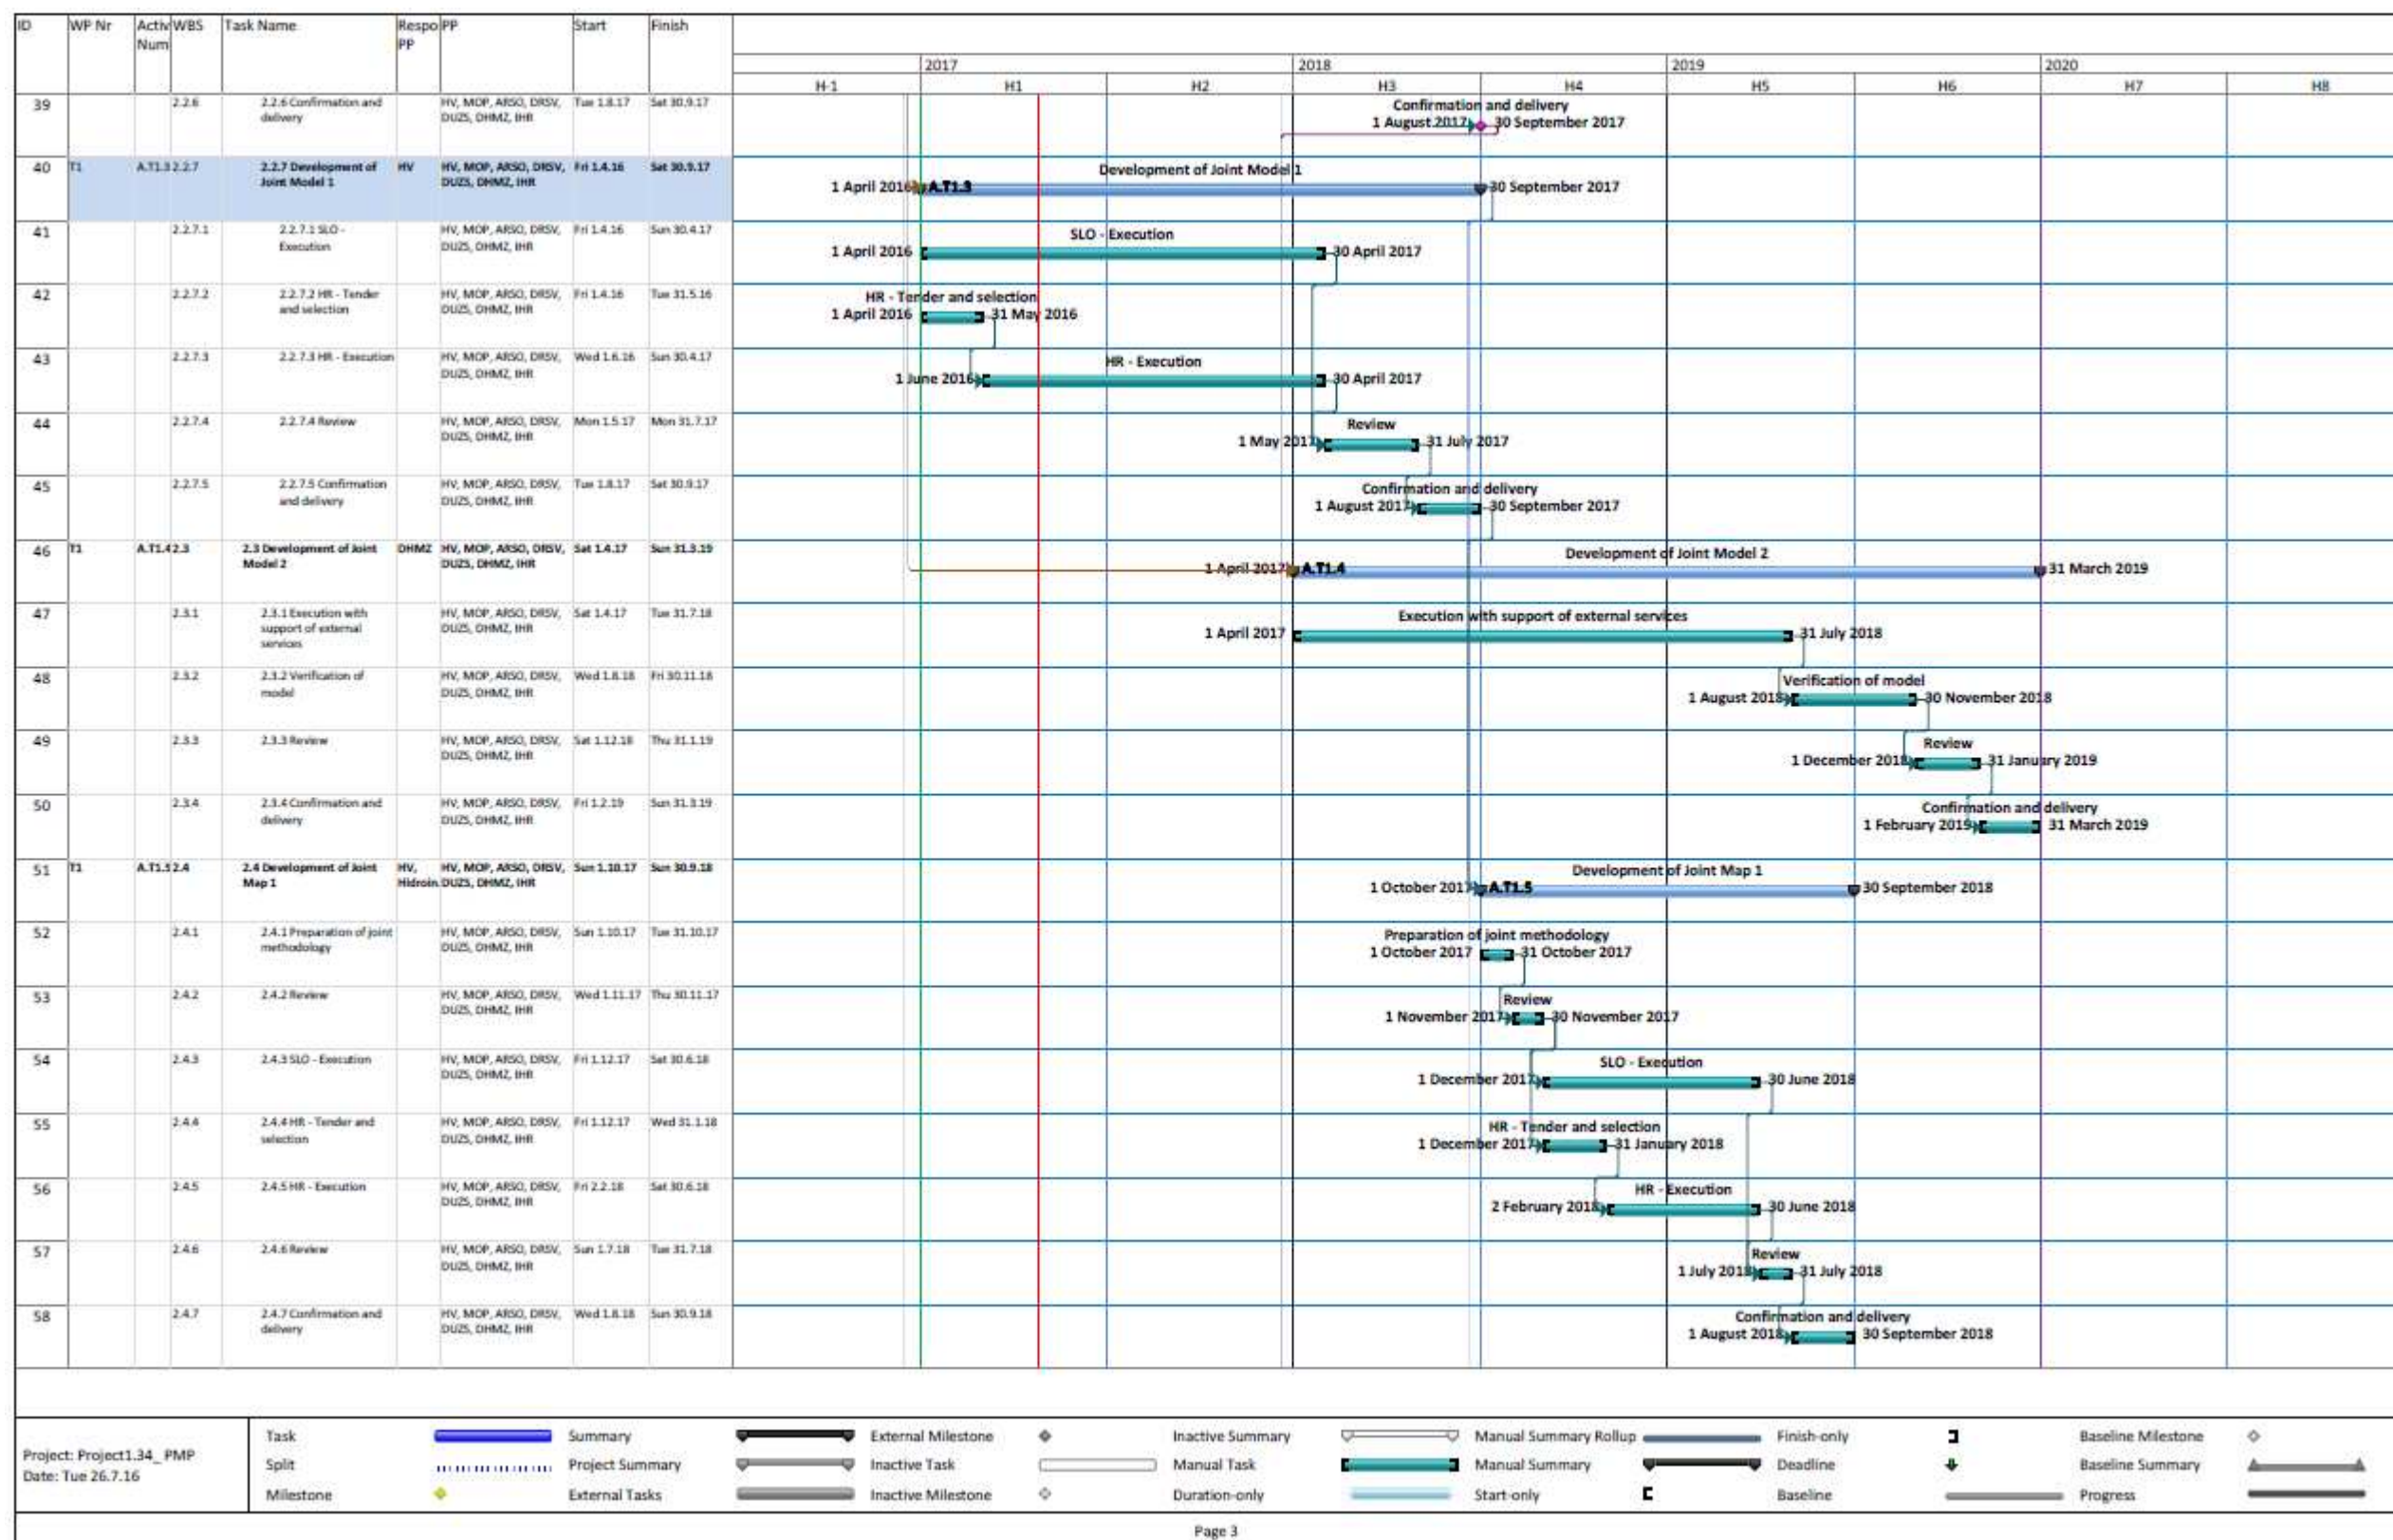 ID WP Nr Activ WBS Task Name Respo PP Start Finish
Num PP
2017 2018 2019 2020
H-1 H1 H2 H3 H4 H5 H6 H7 H8
39 2.2.6 2.2.6 Confirmation and HV, MOP, ARSO, DRSV, Tue 1.8.17 Sat 30.9.17
delivery DUZS, DHMZ, IHR
Confirmation and delivery
1 August 2017 30 September 2017
40 T1 A.T1.3 2.2.7 2.2.7 Development of HV HV, MOP, ARSO, DRSV, Fri 1.4.16 Sat 30.9.17
Joint Model 1 DUZS, DHMZ, IHR
Development of Joint Model 1
1 April 2016 A.T1.3 30 September 2017
41 2.2.7.1 2.2.7.1 SLO - HV, MOP, ARSO, DRSV, Fri 1.4.16 Sun 30.4.17
Execution DUZS, DHMZ, IHR
SLO - Execution
1 April 2016 30 April 2017
42 2.2.7.2 2.2.7.2 HR - Tender HV, MOP, ARSO, DRSV, Fri 1.4.16 Tue 31.5.16
and selection DUZS, DHMZ, IHR
HR - Tender and selection
1 April 2016 31 May 2016
43 2.2.7.3 2.2.7.3 HR - Execution HV, MOP, ARSO, DRSV, Wed 1.6.16 Sun 30.4.17
DUZS, DHMZ, IHR
HR - Execution
1 June 2016 30 April 2017
44 2.2.7.4 2.2.7.4 Review HV, MOP, ARSO, DRSV, Mon 1.5.17 Mon 31.7.17
DUZS, DHMZ, IHR
Review
1 May 2017 31 July 2017
45 2.2.7.5 2.2.7.5 Confirmation HV, MOP, ARSO, DRSV, Tue 1.8.17 Sat 30.9.17
and delivery DUZS, DHMZ, IHR
Confirmation and delivery
1 August 2017 30 September 2017
46 T1 A.T1.4 2.3 2.3 Development of Joint DHMZ HV, MOP, ARSO, DRSV, Sat 1.4.17 Sun 31.3.19
Model 2 DUZS, DHMZ, IHR
Development of Joint Model 2
1 April 2017 A.T1.4 31 March 2019
47 2.3.1 2.3.1 Execution with HV, MOP, ARSO, DRSV, Sat 1.4.17 Tue 31.7.18
support of external DUZS, DHMZ, IHR
services
Execution with support of external services
1 April 2017 31 July 2018
48 2.3.2 2.3.2 Verification of HV, MOP, ARSO, DRSV, Wed 1.8.18 Fri 30.11.18
model DUZS, DHMZ, IHR
Verification of model
1 August 2018 30 November 2018
49 2.3.3 2.3.3 Review HV, MOP, ARSO, DRSV, Sat 1.12.18 Thu 31.1.19
DUZS, DHMZ, IHR
Review
1 December 2018 31 January 2019
50 2.3.4 2.3.4 Confirmation and HV, MOP, ARSO, DRSV, Fri 1.2.19 Sun 31.3.19
delivery DUZS, DHMZ, IHR
Confirmation and delivery
1 February 2019 31 March 2019
51 T1 A.T1.5 2.4 2.4 Development of Joint HV, HV, MOP, ARSO, DRSV, Sun 1.10.17 Sun 30.9.18
Map 1 Hidroin DUZS, DHMZ, IHR
Development of Joint Map 1
1 October 2017 A.T1.5 30 September 2018
52 2.4.1 2.4.1 Preparation of joint HV, MOP, ARSO, DRSV, Sun 1.10.17 Tue 31.10.17
methodology DUZS, DHMZ, IHR
Preparation of joint methodology
1 October 2017 31 October 2017
53 2.4.2 2.4.2 Review HV, MOP, ARSO, DRSV, Wed 1.11.17 Thu 30.11.17
DUZS, DHMZ, IHR
Review
1 November 2017 30 November 2017
54 2.4.3 2.4.3 SLO - Execution HV, MOP, ARSO, DRSV, Fri 1.12.17 Sat 30.6.18
DUZS, DHMZ, IHR
SLO - Execution
1 December 2017 30 June 2018
55 2.4.4 2.4.4 HR - Tender and HV, MOP, ARSO, DRSV, Fri 1.12.17 Wed 31.1.18
selection DUZS, DHMZ, IHR
HR - Tender and selection
1 December 2017 31 January 2018
56 2.4.5 2.4.5 HR - Execution HV, MOP, ARSO, DRSV, Fri 2.2.18 Sat 30.6.18
DUZS, DHMZ, IHR
HR - Execution
2 February 2018 30 June 2018
57 2.4.6 2.4.6 Review HV, MOP, ARSO, DRSV, Sun 1.7.18 Tue 31.7.18
DUZS, DHMZ, IHR
Review
1 July 2018 31 July 2018
58 2.4.7 2.4.7 Confirmation and HV, MOP, ARSO, DRSV, Wed 1.8.18 Sun 30.9.18
delivery DUZS, DHMZ, IHR
Confirmation and delivery
1 August 2018 30 September 2018
Project: Project1.34_PMP
Date: Tue 26.7.16
Task Summary External Milestone Inactive Summary Manual Summary Rollup Finish-only Baseline Milestone
Split Project Summary Inactive Task Manual Task Manual Summary Deadline Baseline Summary
Milestone External Tasks Inactive Milestone Duration-only Start-only Baseline Progress
Page 3